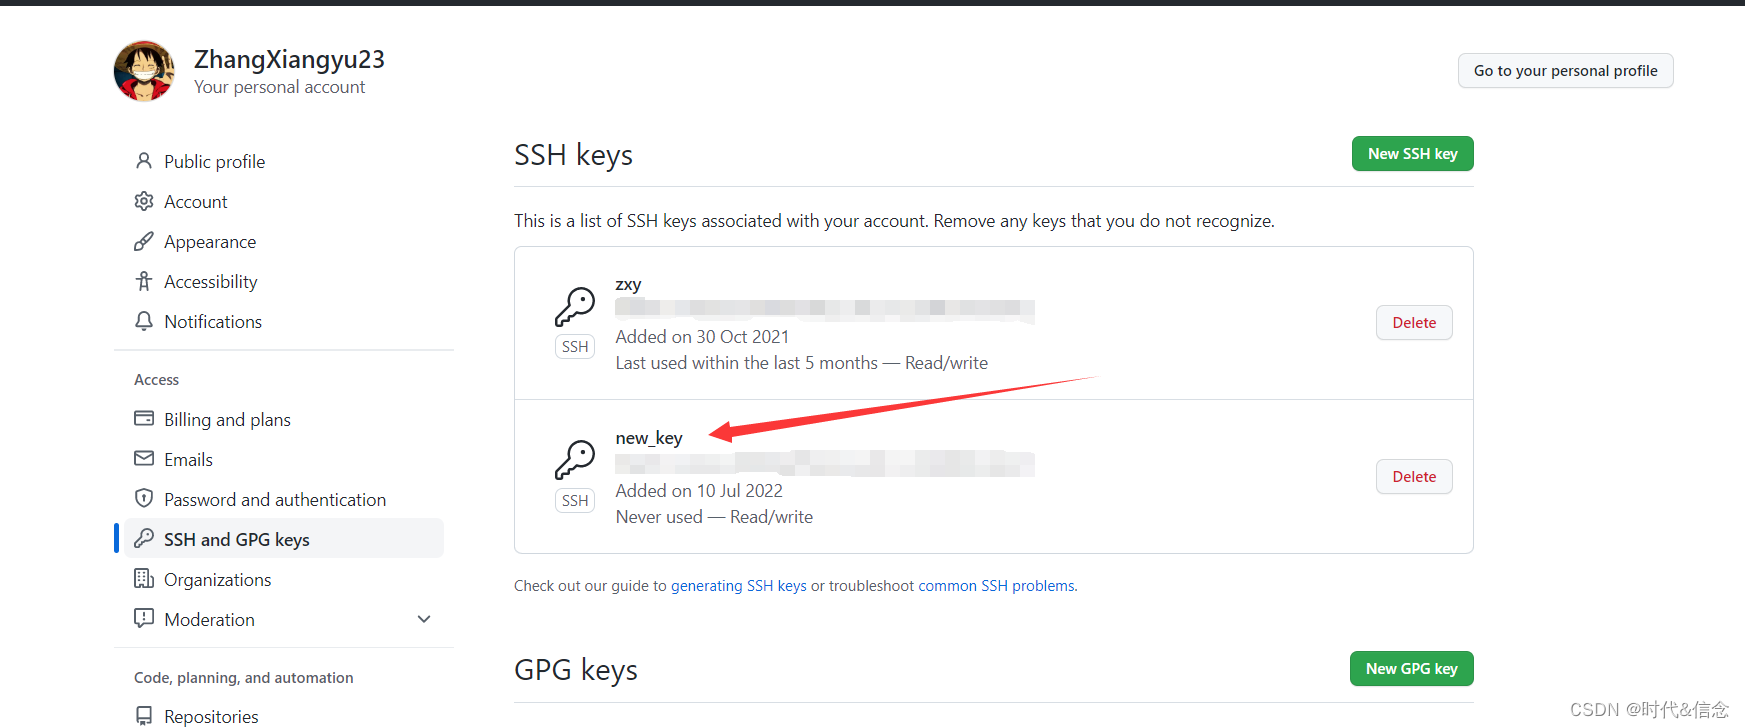 ZhangXiangyu23
Your personal account
Go to your personal profile
Public profile
Account
Appearance
Accessibility
Notifications
Access
Billing and plans
Emails
Password and authentication
SSH and GPG keys
Organizations
Moderation
Code, planning, and automation
Repositories
SSH keys
New SSH key
This is a list of SSH keys associated with your account. Remove any keys that you do not recognize.
zxy
SSH
Added on 30 Oct 2021
Last used within the last 5 months — Read/write
Delete
new_key
SSH
Added on 10 Jul 2022
Never used — Read/write
Delete
Check out our guide to generating SSH keys or troubleshoot common SSH problems.
GPG keys
New GPG key
CSDN @时代&信念